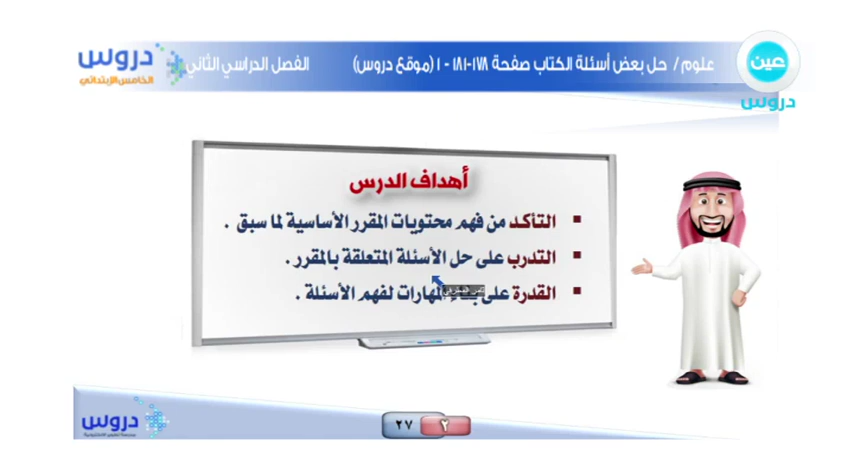 علوم / حل بعض أسئلة الكتاب صفحة ١٧٨-١٨١ - ١ (موقع دروس)
الفصل الدراسي الثاني
دروس
الخامس الإبتدائي
عين
دروس
أهداف الدرس
التأكد من فهم محتويات المقرر الأساسية لما سبق .
التدرب على حل الأسئلة المتعلقة بالمقرر .
القدرة على بناء المهارات لفهم الأسئلة .
دروس
٢٧
٢